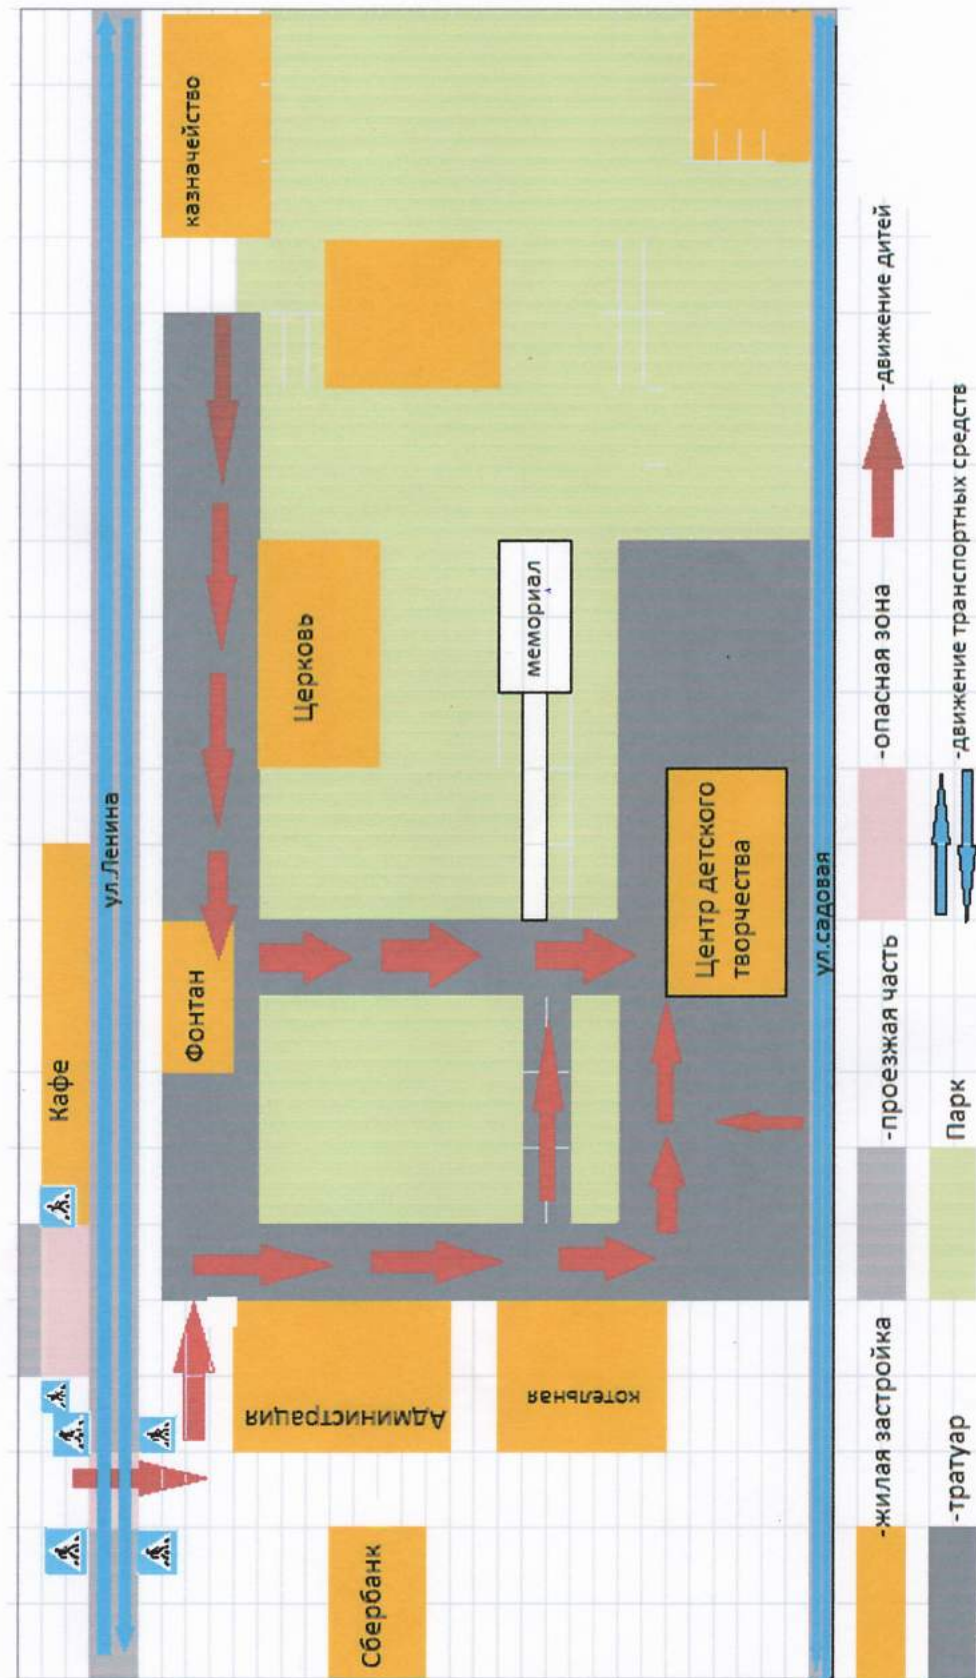 ул.Ленина
Кафе
казначейство
Фонтан
Церковь
Администрация
мемориал
Сбербанк
котельная
Центр детского
творчества
ул.садовая
-жилая застройка
-проезжая часть
-опасная зона
-движение дитей
-тратуар
Парк
-движение транспортных средств